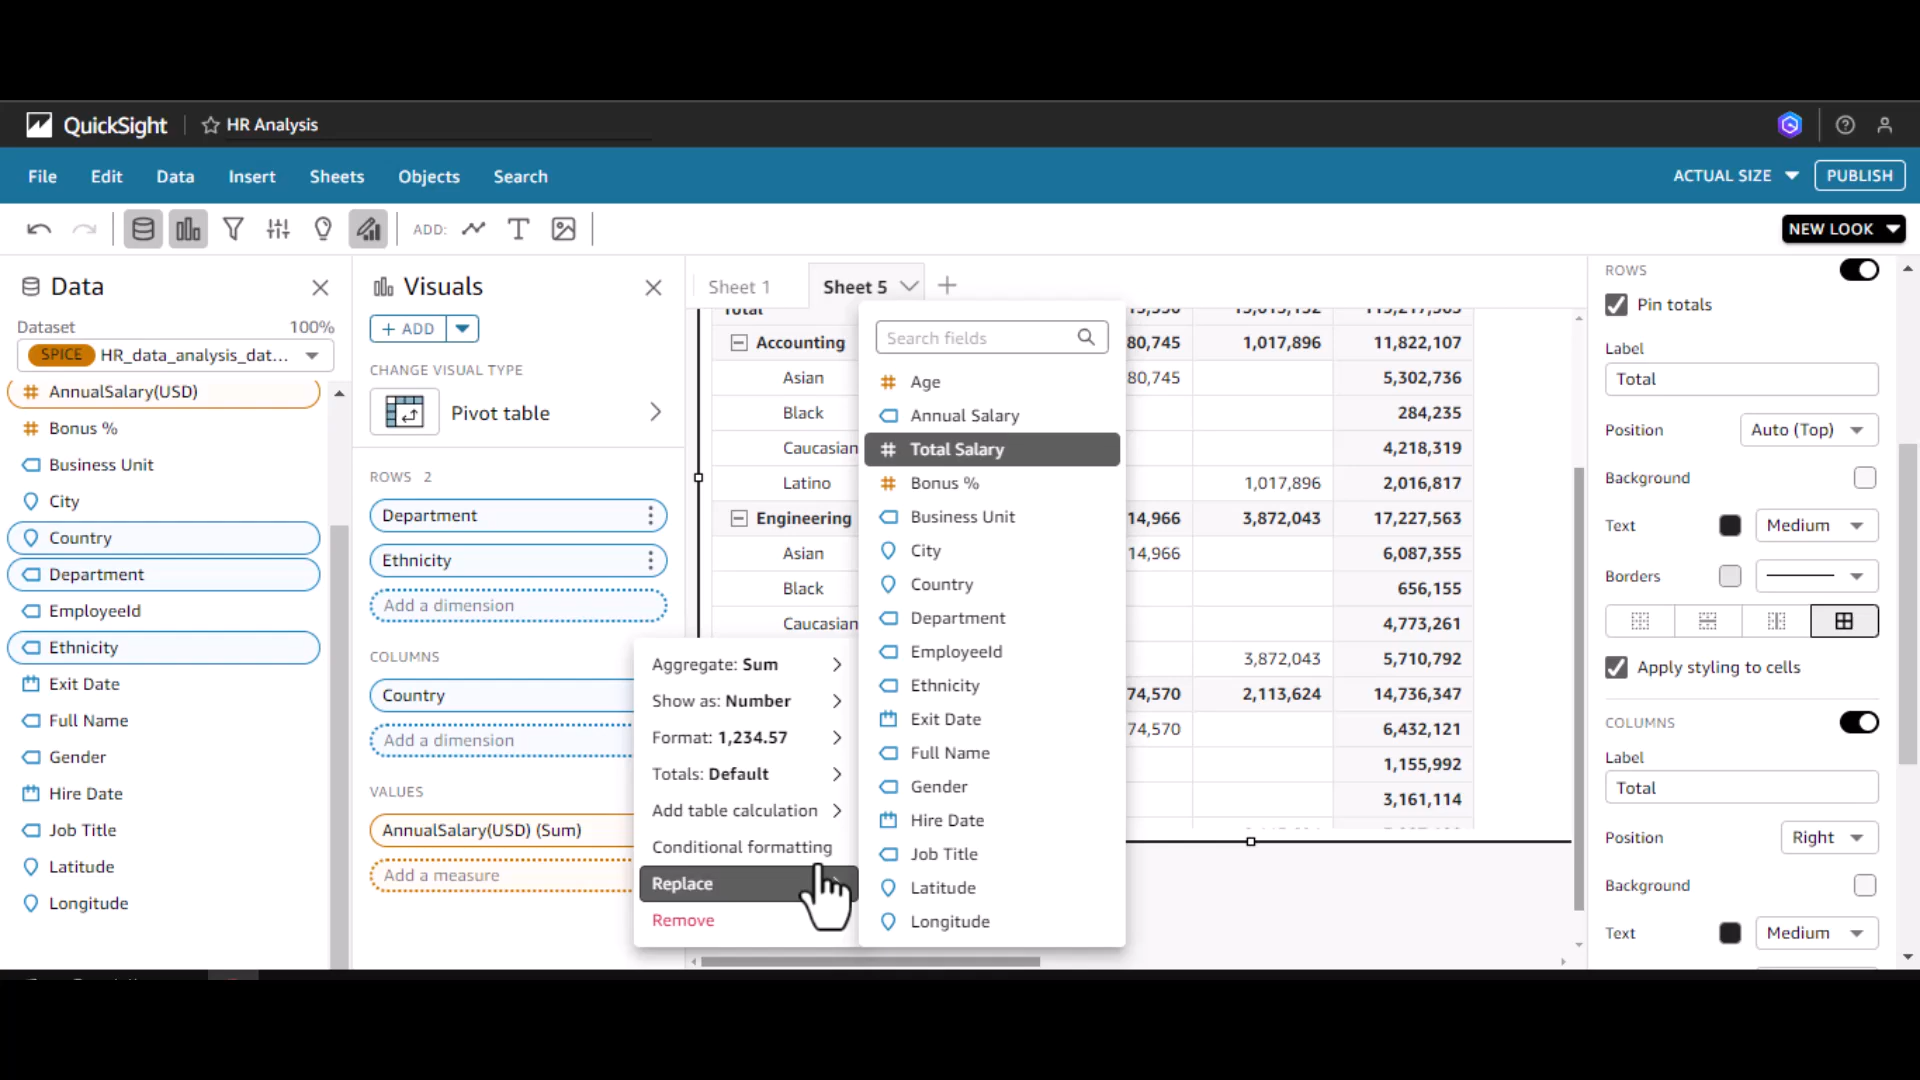 QuickSight
HR Analysis
File
Edit
Data
Insert
Sheets
Objects
Search
ACTUAL SIZE
PUBLISH
ADD:
NEW LOOK
Data
Dataset
100%
SPICE
HR_data_analysis_dat...
AnnualSalary(USD)
Bonus %
Business Unit
City
Country
Department
EmployeeId
Ethnicity
Exit Date
Full Name
Gender
Hire Date
Job Title
Latitude
Longitude
Visuals
+ ADD
CHANGE VISUAL TYPE
Pivot table
ROWS 2
Department
Ethnicity
Add a dimension
COLUMNS
Country
Add a dimension
VALUES
AnnualSalary(USD) (Sum)
Add a measure
Aggregate: Sum
Show as: Number
Format: 1,234.57
Totals: Default
Add table calculation
Conditional formatting
Replace
Remove
Sheet 1
Sheet 5
Search fields
Age
Annual Salary
Total Salary
Bonus %
Business Unit
City
Country
Department
EmployeeId
Ethnicity
Exit Date
Full Name
Gender
Hire Date
Job Title
Latitude
Longitude
Total
Accounting 80,745 1,017,896 11,822,107
Asian 80,745 5,302,736
Black 284,235
Caucasian 4,218,319
Latino 1,017,896 2,016,817
Engineering 14,966 3,872,043 17,227,563
Asian 14,966 6,087,355
Black 656,155
Caucasian 4,773,261
3,872,043 5,710,792
74,570 2,113,624 14,736,347
74,570 6,432,121
1,155,992
3,161,114
ROWS
Pin totals
Label
Total
Position
Auto (Top)
Background
Text
Medium
Borders
Apply styling to cells
COLUMNS
Label
Total
Position
Right
Background
Text
Medium